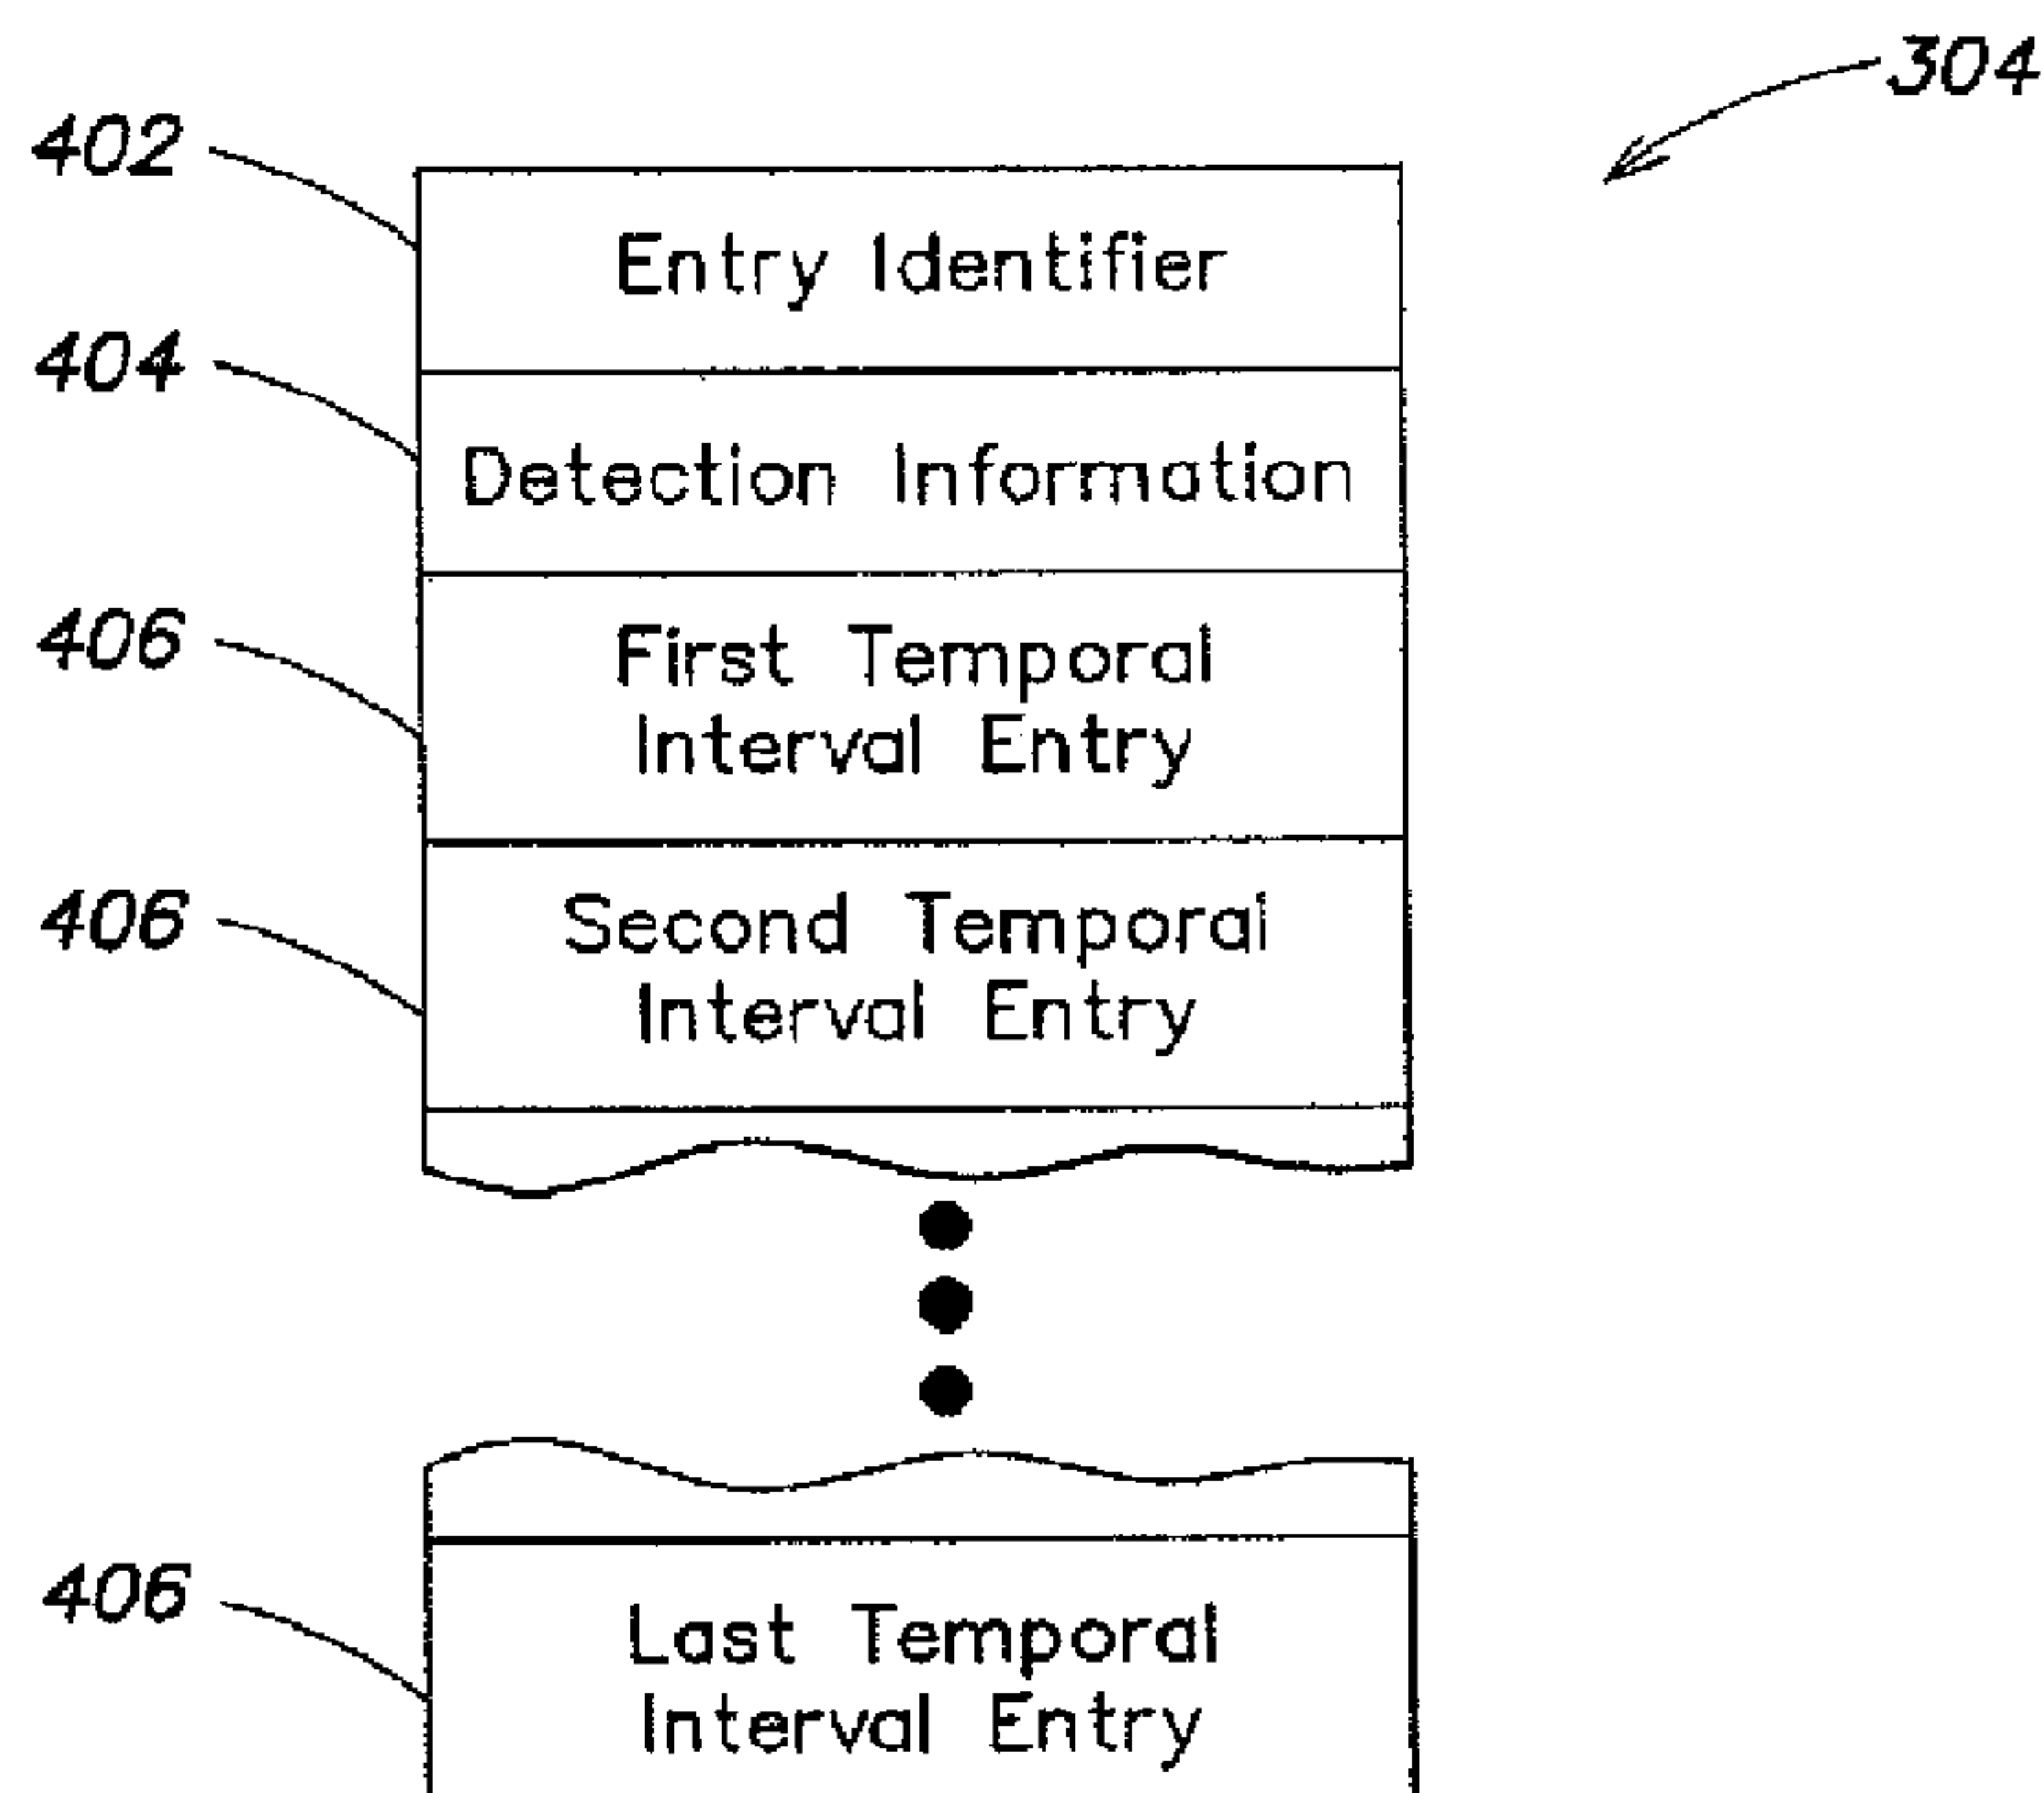 304
402
Entry Identifier
404
Detection Information
406
First Temporal
Interval Entry
406
Second Temporal
Interval Entry
406
Last Temporal
Interval Entry